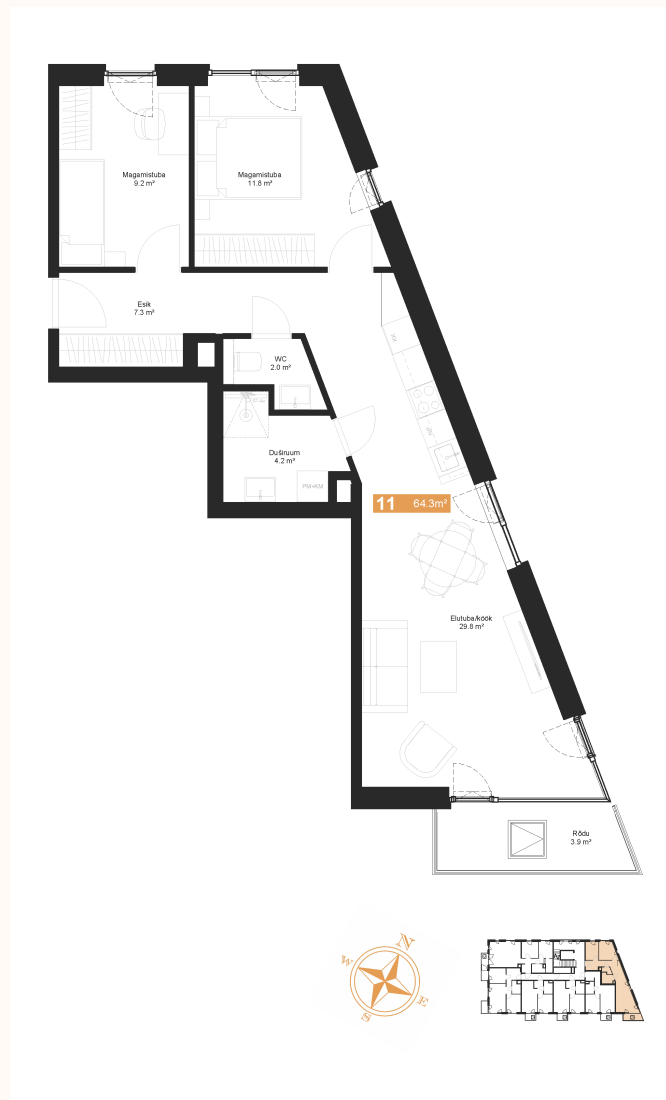 Magamistuba
9.2 m²
Magamistuba
11.8 m²
Esik
7.3 m²
WC
2.0 m²
Duširuum
4.2 m²
PM+KM
11 64.3m²
Elutuba/köök
29.8 m²
Rõdu
3.9 m²
N
W
E
S